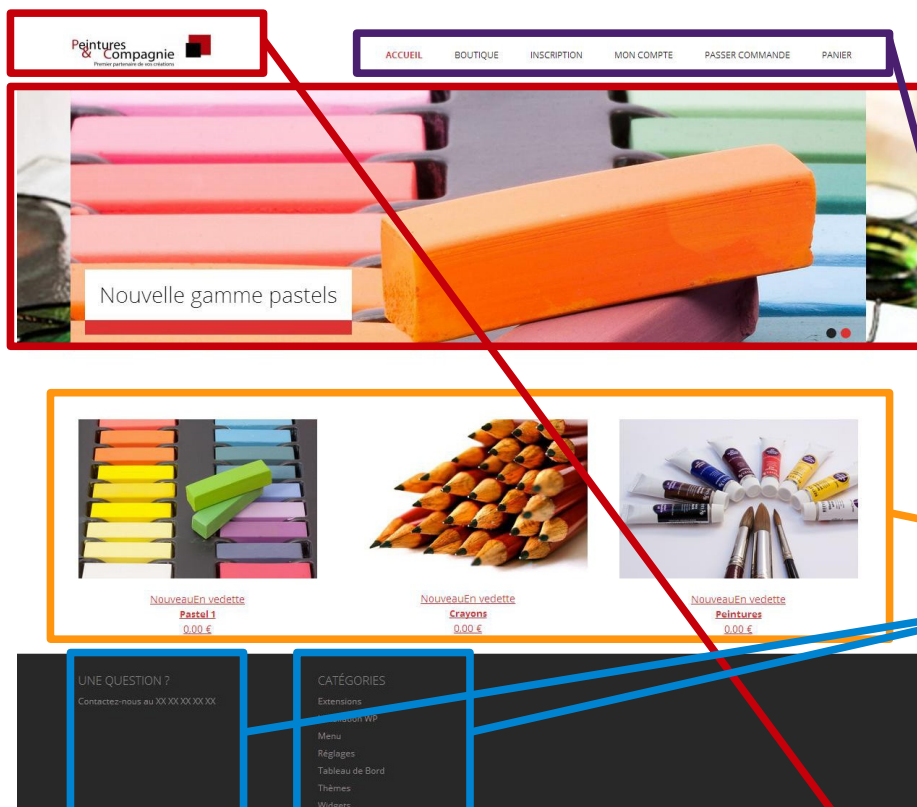 Peintures
& Compagnie
Premier partenaire de vos créations
ACCUEIL BOUTIQUE INSCRIPTION MON COMPTE PASSER COMMANDE PANIER
Nouvelle gamme pastels
NouveauEn vedette
Pastel 1
0.00 €
NouveauEn vedette
Crayons
0.00 €
NouveauEn vedette
Peintures
0.00 €
UNE QUESTION ?
Contactez-nous au XX XX XX XX XX
CATÉGORIES
Extensions
WP
Menu
Réglages
Tableau de Bord
Thèmes
Widgets